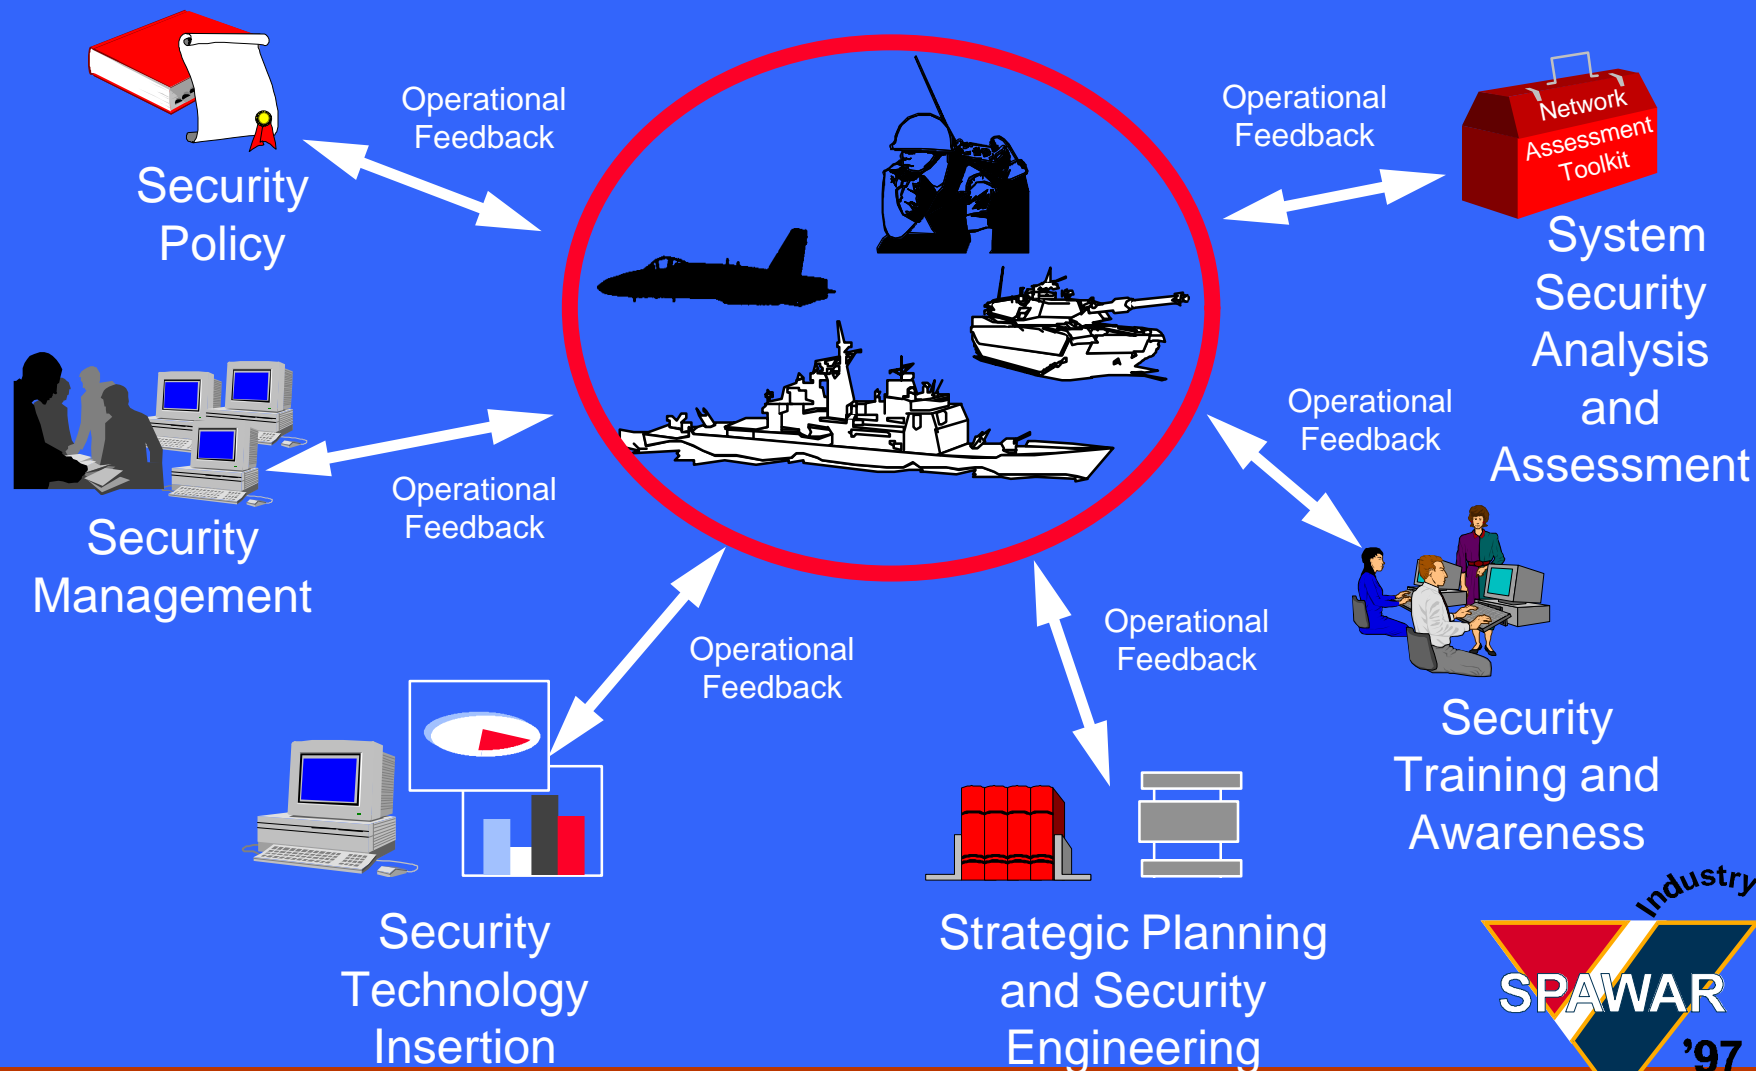 Operational
Feedback
Security
Policy
Operational
Feedback
Network
Assessment
Toolkit
System
Security
Analysis
and
Assessment
Operational
Feedback
Security
Management
Operational
Feedback
Operational
Feedback
Security
Technology
Insertion
Operational
Feedback
Strategic Planning
and Security
Engineering
Security
Training and
Awareness
Industry
SPAWAR
’97